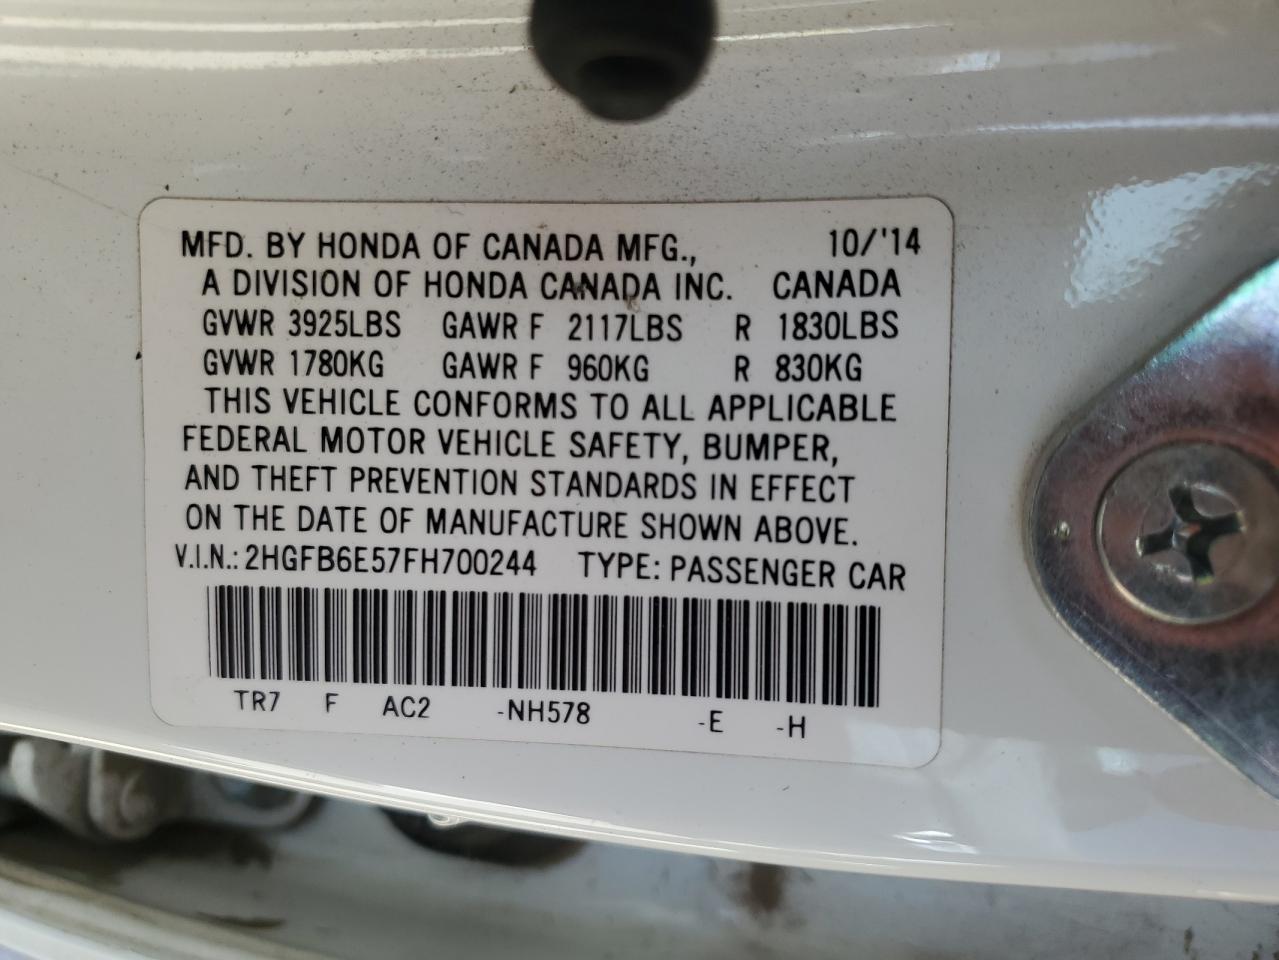 MFD. BY HONDA OF CANADA MFG., 10/'14
A DIVISION OF HONDA CANADA INC. CANADA
GVWR 3925LBS GAWR F 2117LBS R 1830LBS
GVWR 1780KG GAWR F 960KG R 830KG
THIS VEHICLE CONFORMS TO ALL APPLICABLE
FEDERAL MOTOR VEHICLE SAFETY, BUMPER,
AND THEFT PREVENTION STANDARDS IN EFFECT
ON THE DATE OF MANUFACTURE SHOWN ABOVE.
V.I.N.: 2HGFB6E57FH700244 TYPE: PASSENGER CAR
TR7 F AC2 -NH578 -E -H